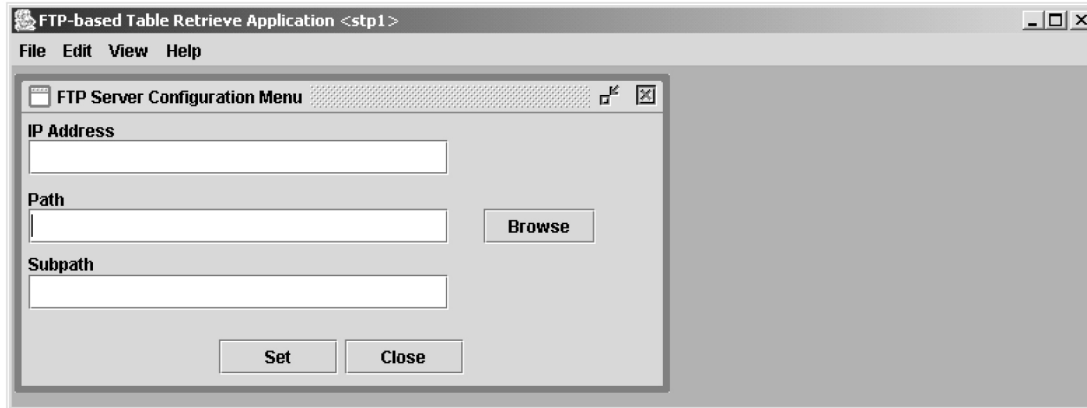 FTP-based Table Retrieve Application <stp1>
File Edit View Help
FTP Server Configuration Menu
IP Address
Path
Browse
Subpath
Set Close